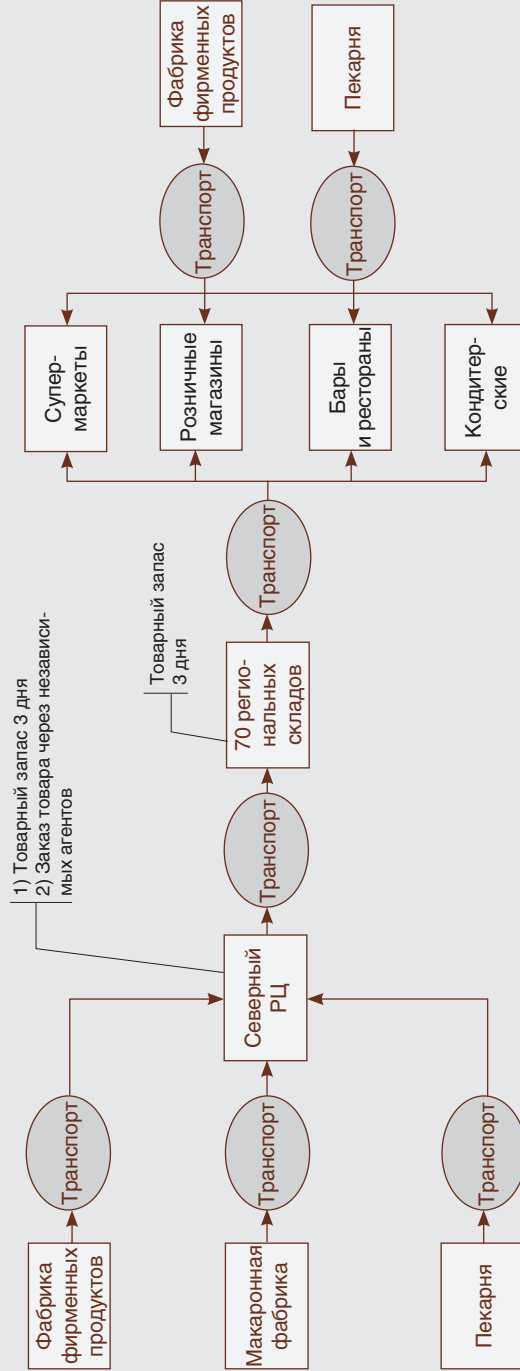 Фабрика
фирменных
продуктов
Транспорт
Макаронная
фабрика
Транспорт
Пекарня
Транспорт
1) Товарный запас 3 дня
2) Заказ товара через независи-
мых агентов
Северный
РЦ
Транспорт
Товарный запас
3 дня
70 регио-
нальных
складов
Транспорт
Супер-
маркеты
Розничные
магазины
Бары
и рестораны
Кондитер-
ские
Транспорт
Фабрика
фирменных
продуктов
Транспорт
Пекарня